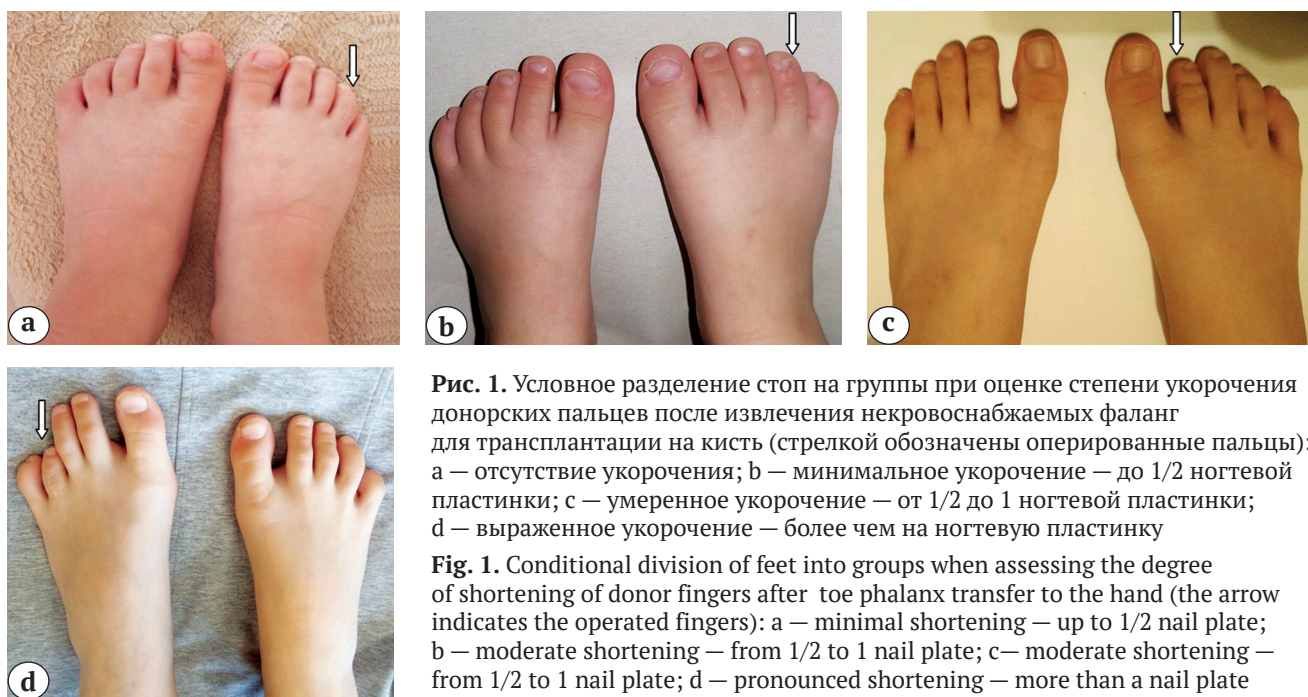 a
b
c
d
Рис. 1. Условное разделение стоп на группы при оценке степени укорочения
донорских пальцев после извлечения некровоснабжаемых фаланг
для трансплантации на кисть (стрелкой обозначены оперированные пальцы):
a — отсутствие укорочения; b — минимальное укорочение — до 1/2 ногтевой
пластинки; c — умеренное укорочение — от 1/2 до 1 ногтевой пластинки;
d — выраженное укорочение — более чем на ногтевую пластинку
Fig. 1. Conditional division of feet into groups when assessing the degree
of shortening of donor fingers after toe phalanx transfer to the hand (the arrow
indicates the operated fingers): a — minimal shortening — up to 1/2 nail plate;
b — moderate shortening — from 1/2 to 1 nail plate; c— moderate shortening —
from 1/2 to 1 nail plate; d — pronounced shortening — more than a nail plate